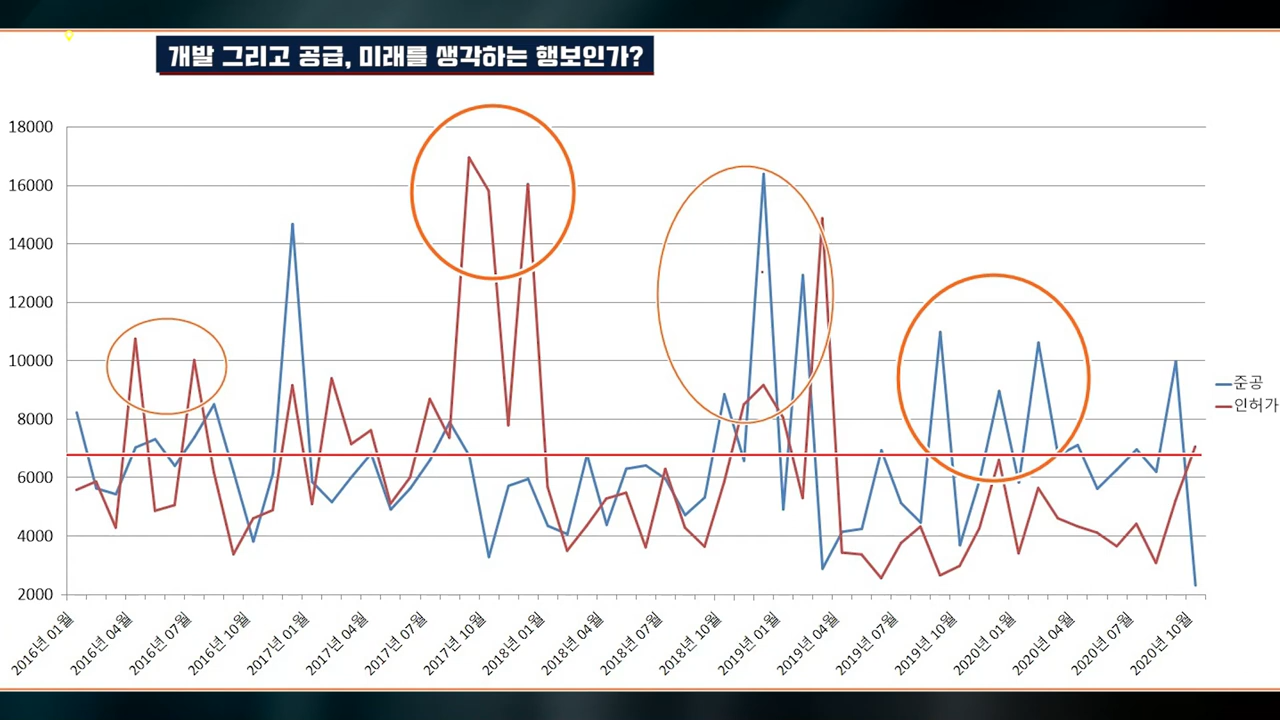 개발 그리고 공급, 미래를 생각하는 행보인가?
18000
16000
14000
12000
10000
8000
6000
4000
2000
준공
인허가
2016년 01월
2016년 04월
2016년 07월
2016년 10월
2017년 01월
2017년 04월
2017년 07월
2017년 10월
2018년 01월
2018년 04월
2018년 07월
2018년 10월
2019년 01월
2019년 04월
2019년 07월
2019년 10월
2020년 01월
2020년 04월
2020년 07월
2020년 10월